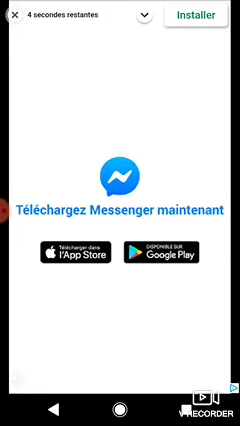 4 secondes restantes
Installer
Téléchargez Messenger maintenant
Télécharger dans
l'App Store
DISPONIBLE SUR
Google Play
V RECORDER